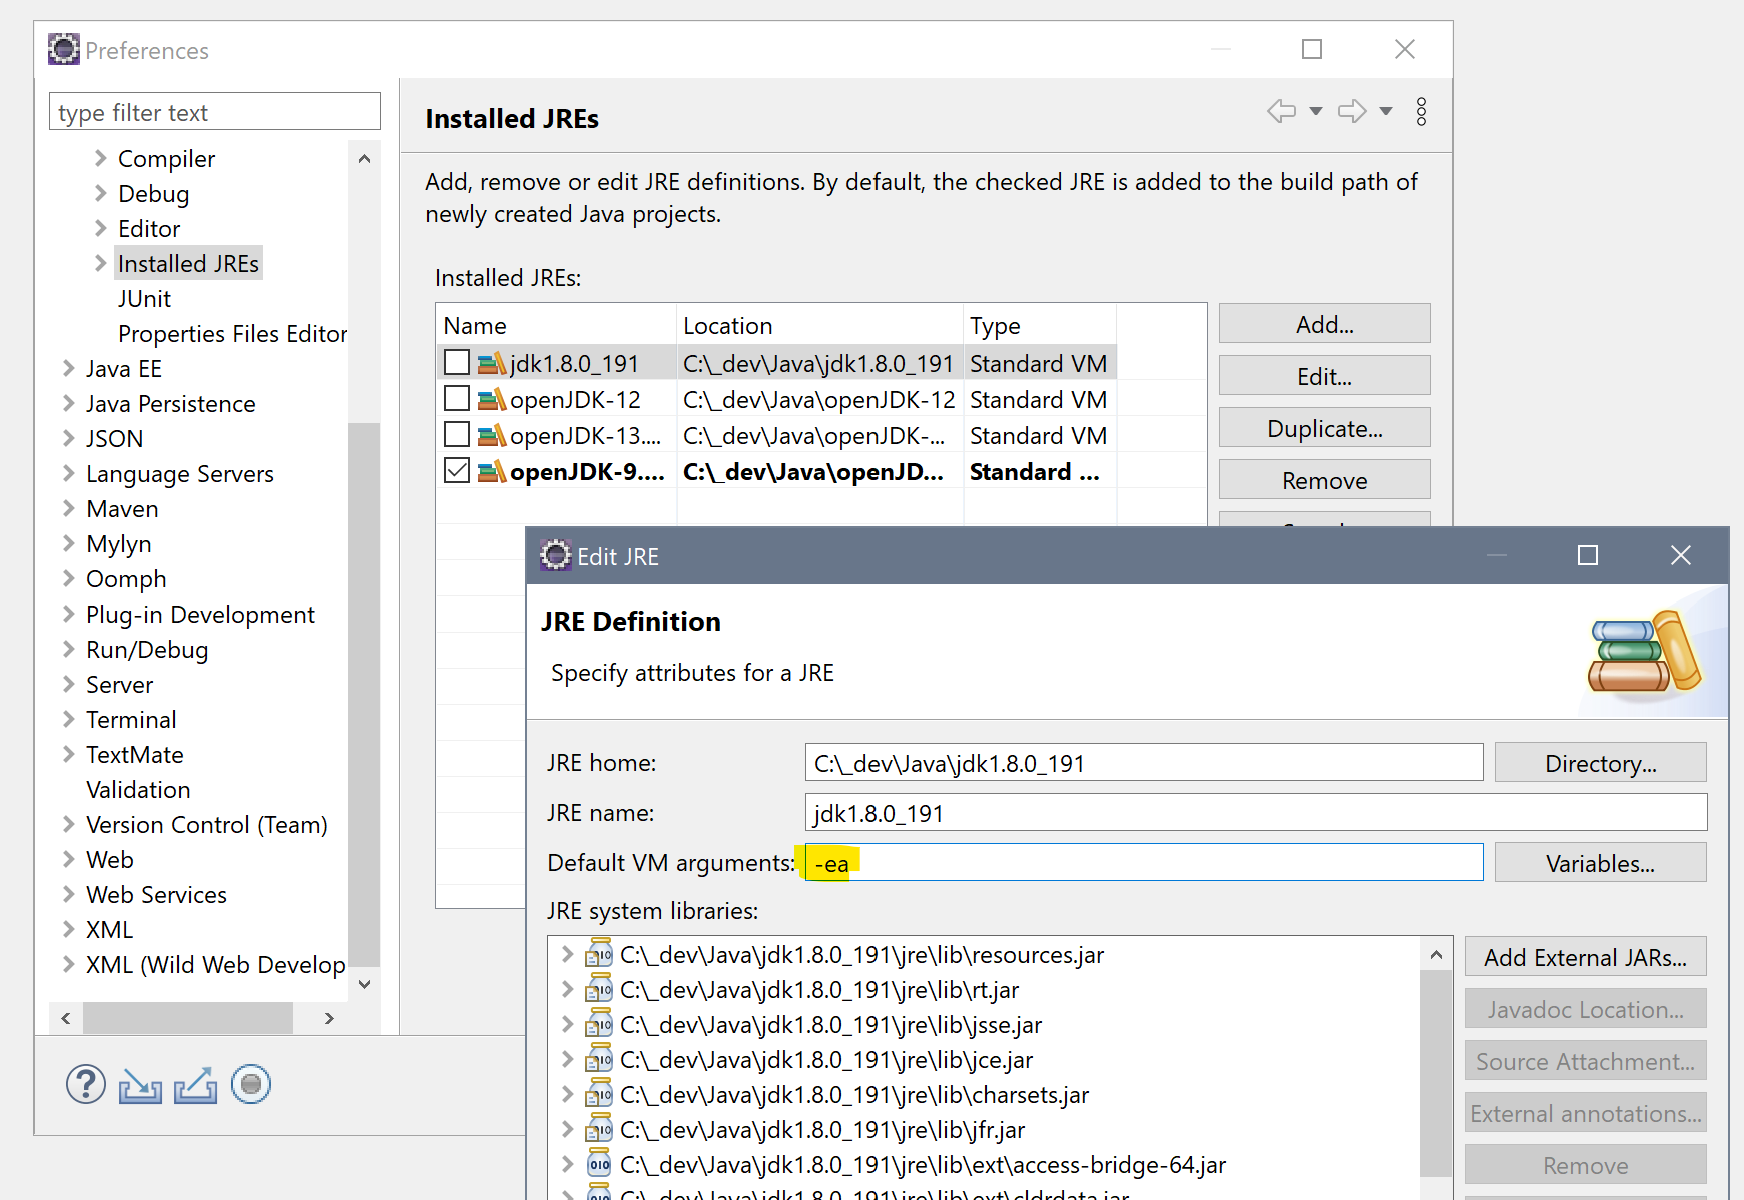 Preferences
type filter text
Compiler
Debug
Editor
Installed JREs
JUnit
Properties Files Editor
Java EE
Java Persistence
JSON
Language Servers
Maven
Mylyn
Oomph
Plug-in Development
Run/Debug
Server
Terminal
TextMate
Validation
Version Control (Team)
Web
Web Services
XML
XML (Wild Web Develop
Installed JREs
Add, remove or edit JRE definitions. By default, the checked JRE is added to the build path of
newly created Java projects.
Installed JREs:
Name Location Type
jdk1.8.0_191 C:\_dev\Java\jdk1.8.0_191 Standard VM
openJDK-12 C:\_dev\Java\openJDK-12 Standard VM
openJDK-13.... C:\_dev\Java\openJDK-... Standard VM
openJDK-9.... C:\_dev\Java\openJD... Standard ...
Add...
Edit...
Duplicate...
Remove
Edit JRE
JRE Definition
Specify attributes for a JRE
JRE home: C:\_dev\Java\jdk1.8.0_191 Directory...
JRE name: jdk1.8.0_191
Default VM arguments: -ea Variables...
JRE system libraries:
C:\_dev\Java\jdk1.8.0_191\jre\lib\resources.jar
C:\_dev\Java\jdk1.8.0_191\jre\lib\rt.jar
C:\_dev\Java\jdk1.8.0_191\jre\lib\jsse.jar
C:\_dev\Java\jdk1.8.0_191\jre\lib\jce.jar
C:\_dev\Java\jdk1.8.0_191\jre\lib\charsets.jar
C:\_dev\Java\jdk1.8.0_191\jre\lib\jfr.jar
C:\_dev\Java\jdk1.8.0_191\jre\lib\ext\access-bridge-64.jar
C:\_dev\Java\jdk1.8.0_191\jre\lib\ext\cldrdata.jar
Add External JARs...
Javadoc Location...
Source Attachment...
External annotations...
Remove